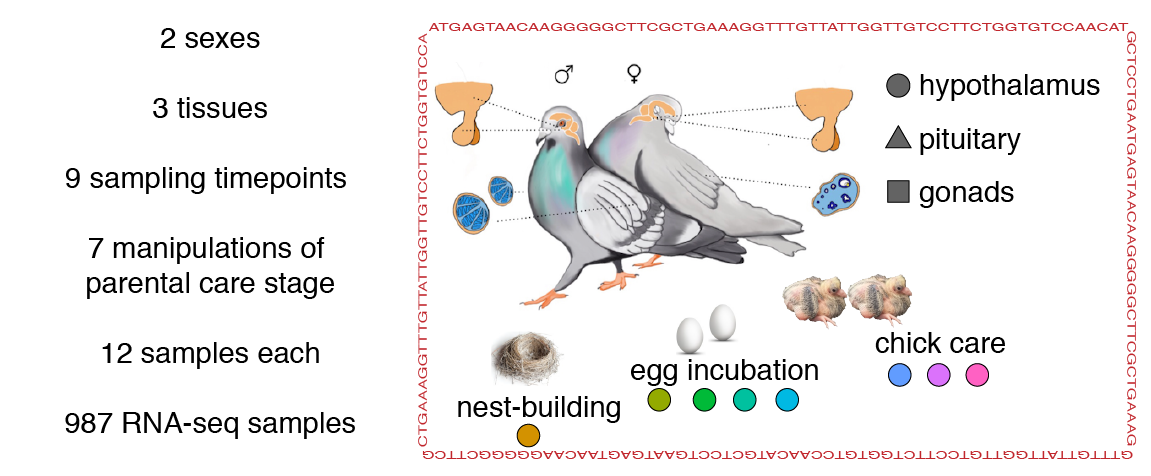 2 sexes
3 tissues
9 sampling timepoints
7 manipulations of
parental care stage
12 samples each
987 RNA-seq samples
ATGAGTAACAAGGGGGCTTCGCTGAAAGGTTTGTTATTGGTTGTCCTTCTGGTGTCCAACAT
GCTCCTGAATGAGTAACAAGGGGGCTTCGCTGAAAG
GTTTGTTATTGGTTGTCCTTCTGGTGTCCAACATGCTCCTGAATGAGTAACAAGGGGGCTTCG
CTGAAAGGTTTGTTATTGGTTGTCCTTCTGGTGTCCA
♂ ♀
hypothalamus
pituitary
gonads
chick care
egg incubation
nest-building